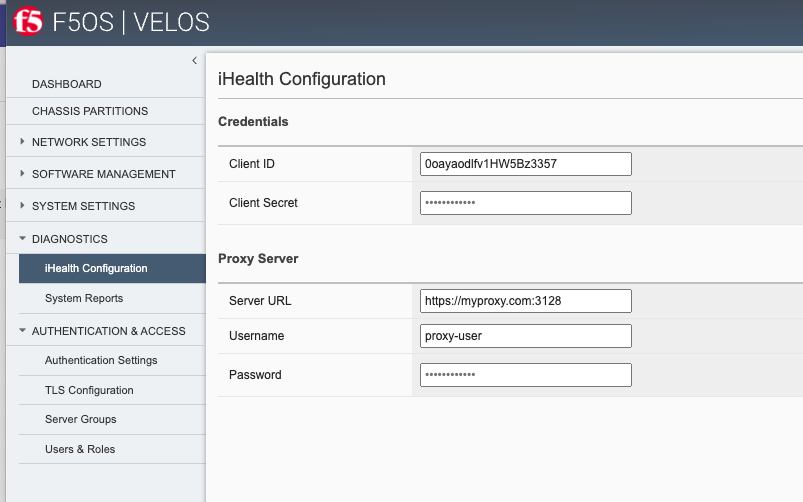 f5 F5OS | VELOS
DASHBOARD
CHASSIS PARTITIONS
NETWORK SETTINGS
SOFTWARE MANAGEMENT
SYSTEM SETTINGS
DIAGNOSTICS
iHealth Configuration
System Reports
AUTHENTICATION & ACCESS
Authentication Settings
TLS Configuration
Server Groups
Users & Roles
iHealth Configuration
Credentials
Client ID 0oayaodlfv1HW5Bz3357
Client Secret ············
Proxy Server
Server URL https://myproxy.com:3128
Username proxy-user
Password ············